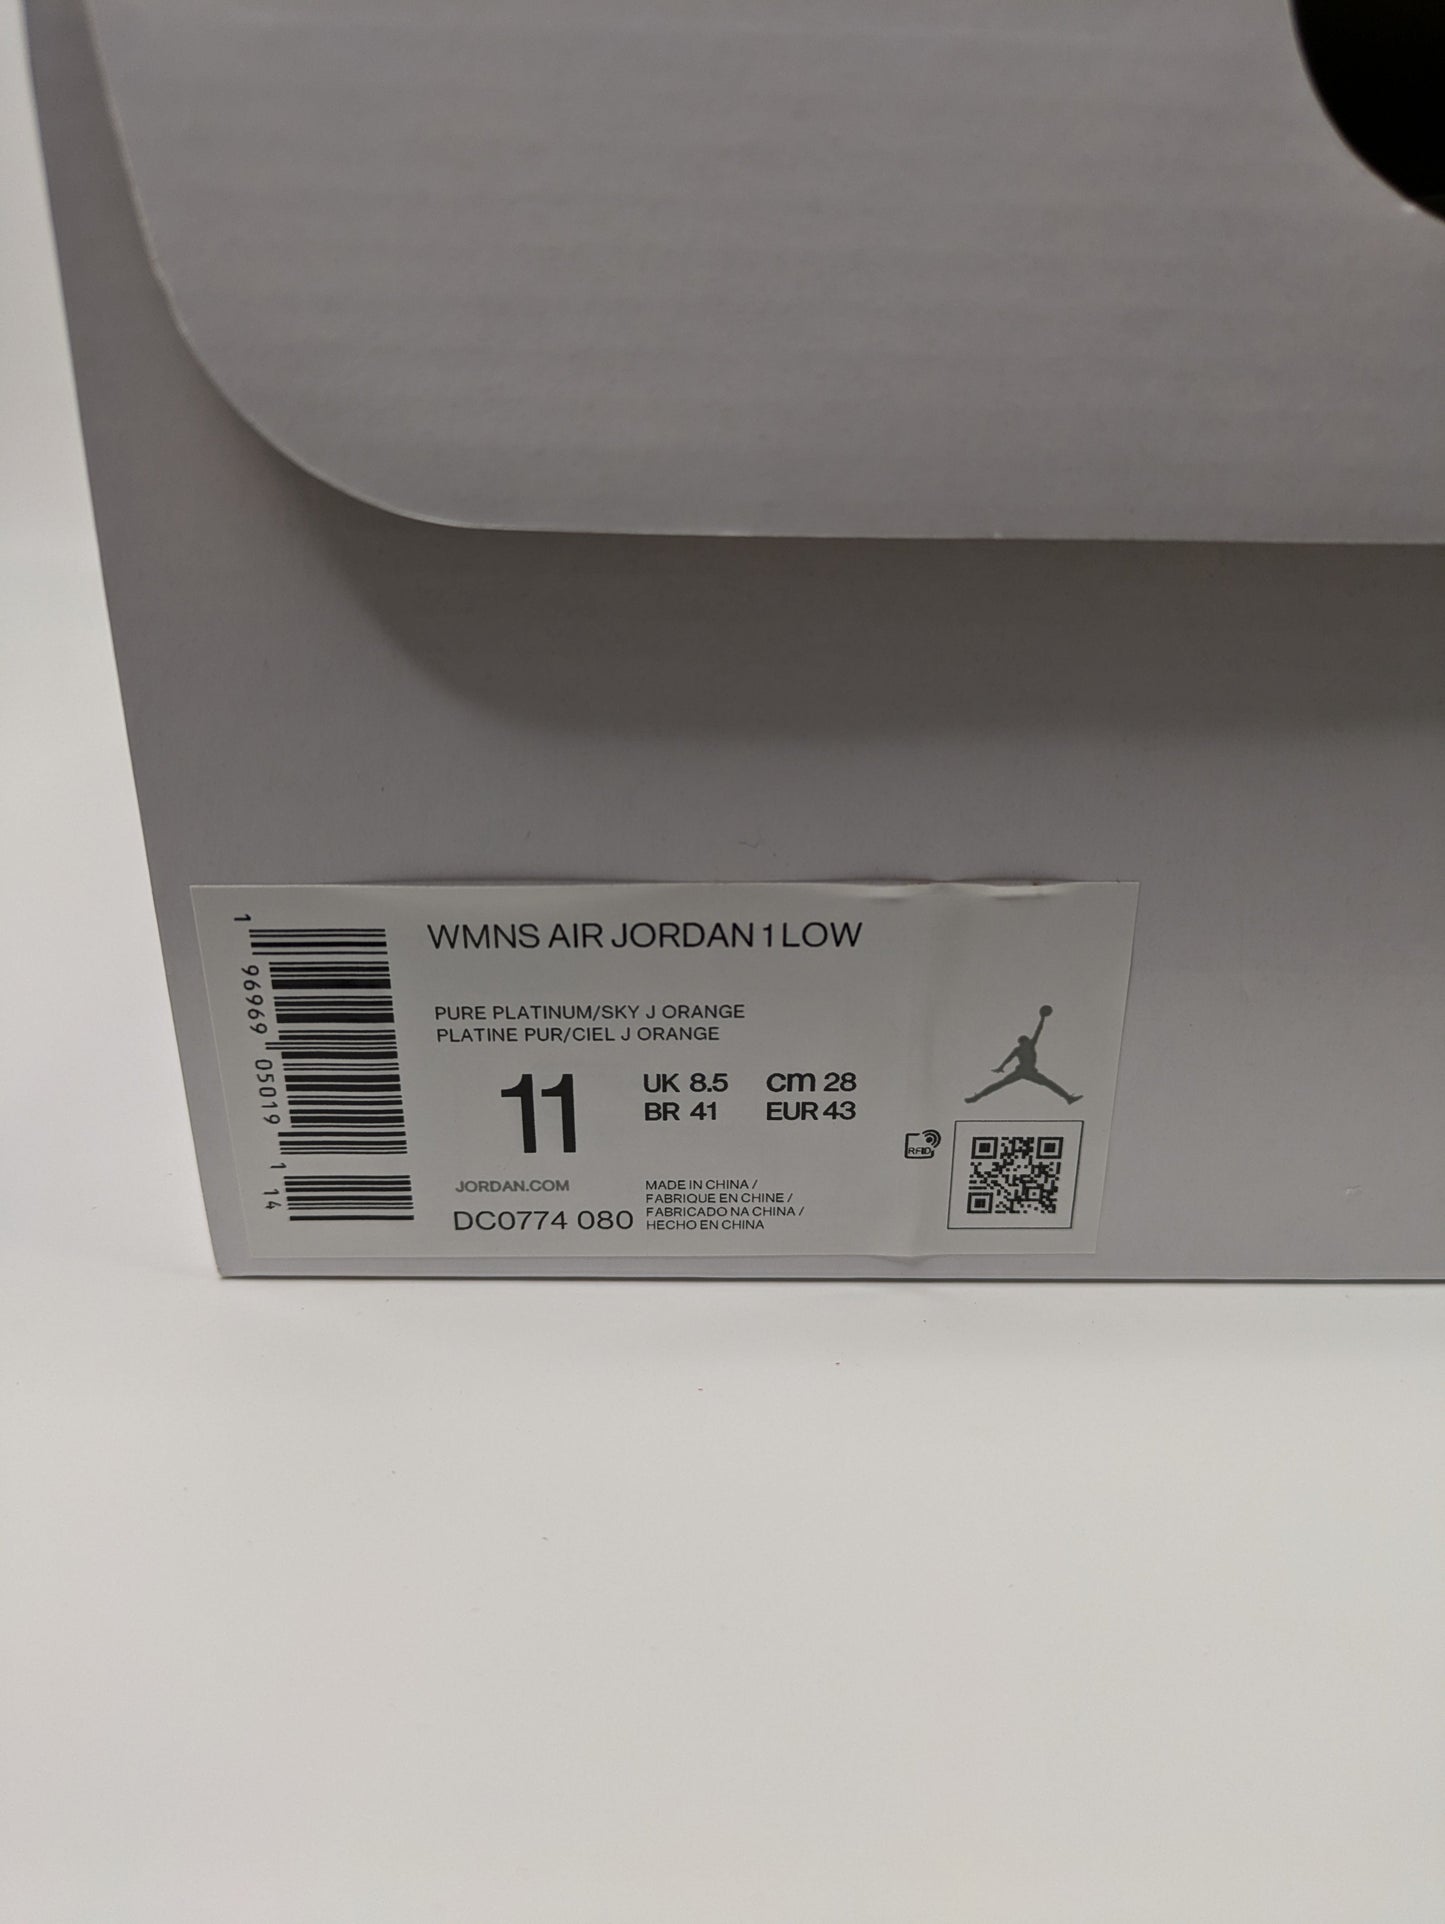 WMNS AIR JORDAN 1 LOW
PURE PLATINUM/SKY J ORANGE
PLATINE PUR/CIEL J ORANGE
11
UK 8.5 cm 28
BR 41 EUR 43
JORDAN.COM
DC0774 080
MADE IN CHINA /
FABRIQUE EN CHINE /
FABRICADO NA CHINA /
HECHO EN CHINA
RFID
1 96969 05019 1 14